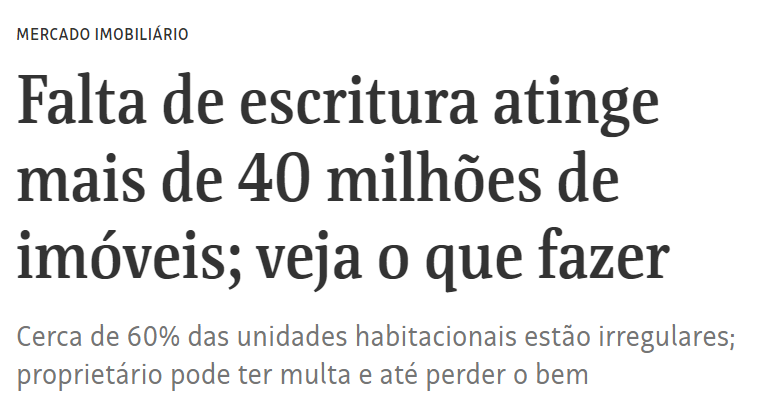 MERCADO IMOBILIÁRIO
Falta de escritura atinge
mais de 40 milhões de
imóveis; veja o que fazer
Cerca de 60% das unidades habitacionais estão irregulares;
proprietário pode ter multa e até perder o bem